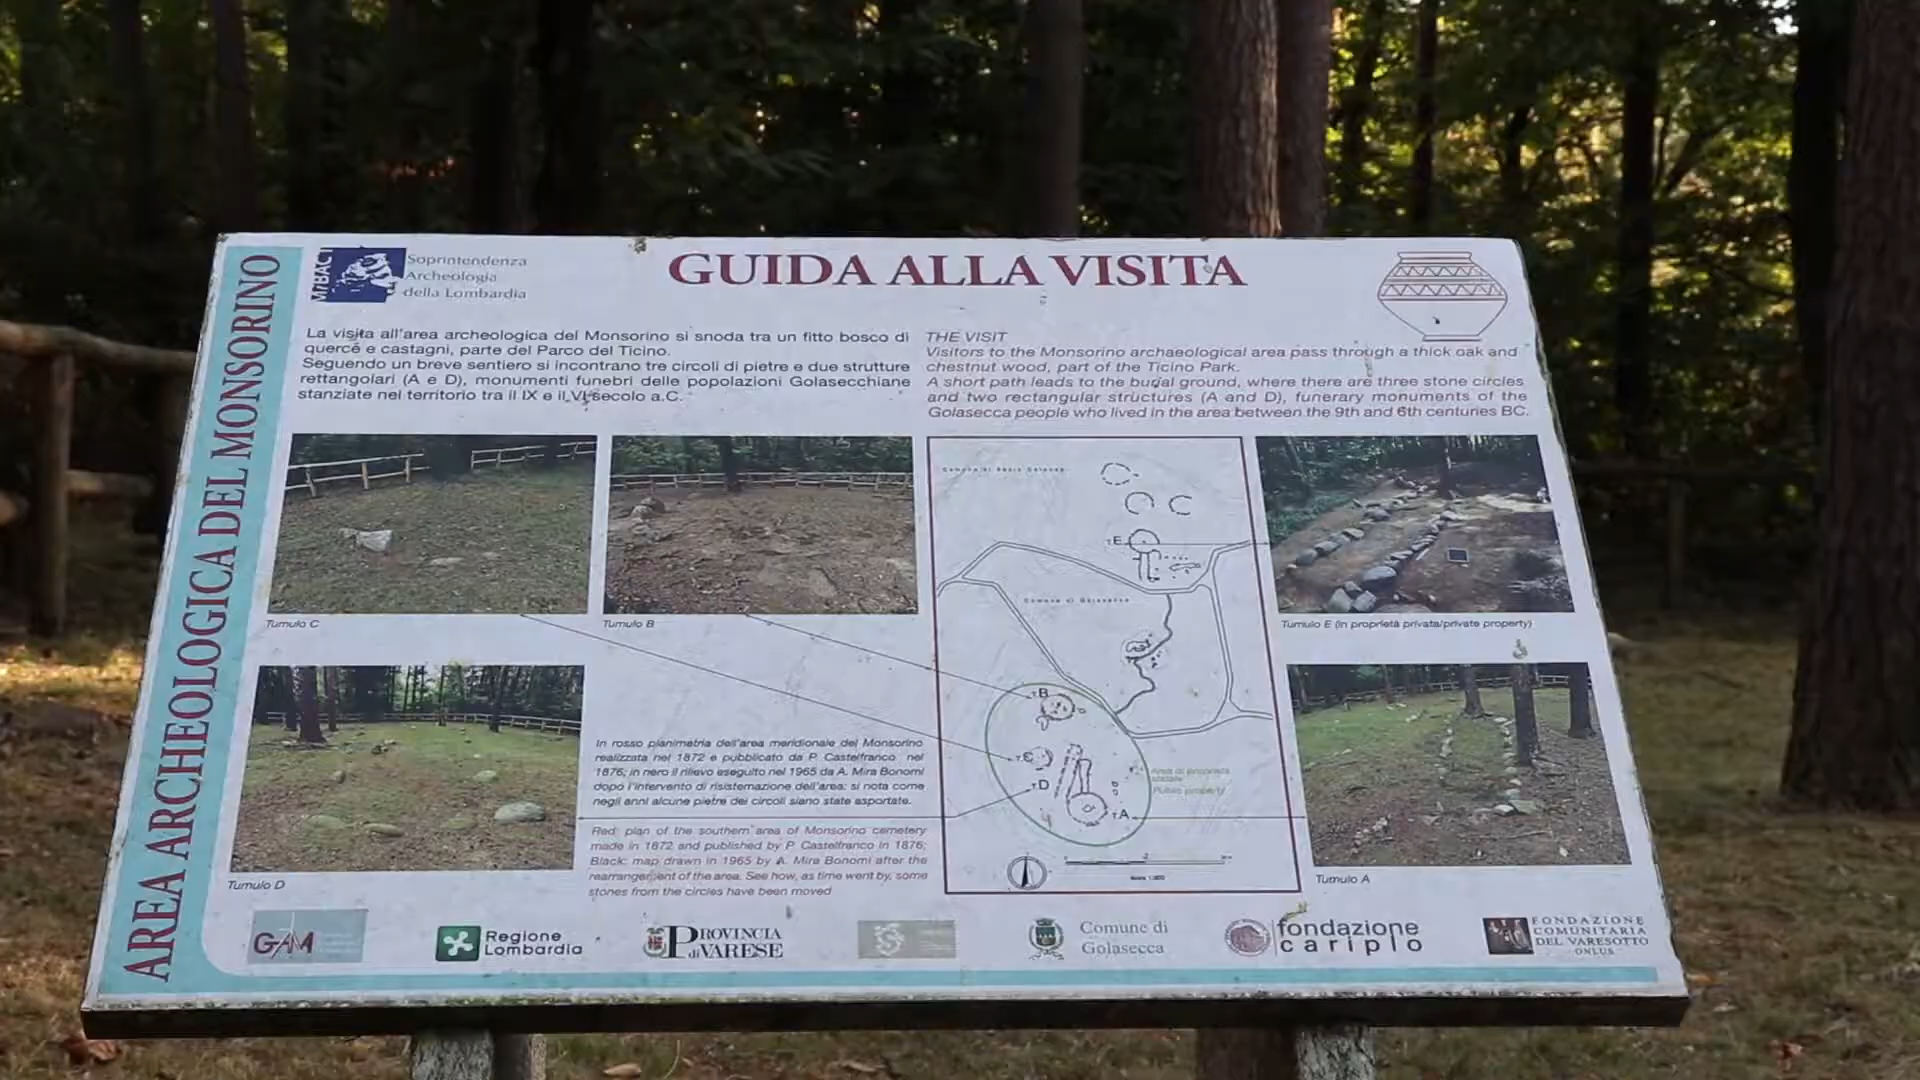 AREA ARCHEOLOGICA DEL MONSORINO
MiBACT
Soprintendenza
Archeologia
della Lombardia
GUIDA ALLA VISITA
La visita all'area archeologica del Monsorino si snoda tra un fitto bosco di
querce e castagni, parte del Parco del Ticino.
Seguendo un breve sentiero si incontrano tre circoli di pietre e due strutture
rettangolari (A e D), monumenti funebri delle popolazioni Golasecchiane
stanziate nel territorio tra il IX e il VI secolo a.C.
THE VISIT
Visitors to the Monsorino archaeological area pass through a thick oak and
chestnut wood, part of the Ticino Park.
A short path leads to the burial ground, where there are three stone circles
and two rectangular structures (A and D), funerary monuments of the
Golasecca people who lived in the area between the 9th and 6th centuries BC.
Tumulo C
Tumulo B
Comune di
T E
Comune di Golasecca
T B
T C
T D
T A
Area di proprietà
statale
Public property
Tumulo E (in proprietà privata/private property)
Tumulo D
In rosso planimetria dell'area meridionale del Monsorino
realizzata nel 1872 e pubblicato da P. Castelfranco nel
1876; in nero il rilievo eseguito nel 1965 da A. Mira Bonomi
dopo l'intervento di risistemazione dell'area: si nota come
negli anni alcune pietre dei circoli siano state asportate.
Red: plan of the southern area of Monsorino cemetery
made in 1872 and published by P. Castelfranco in 1876;
Black: map drawn in 1965 by A. Mira Bonomi after the
rearrangement of the area. See how, as time went by, some
stones from the circles have been moved
Tumulo A
GAM
Regione
Lombardia
PROVINCIA
di VARESE
Comune di
Golasecca
fondazione
cariplo
FONDAZIONE
COMUNITARIA
DEL VARESOTTO
ONLUS